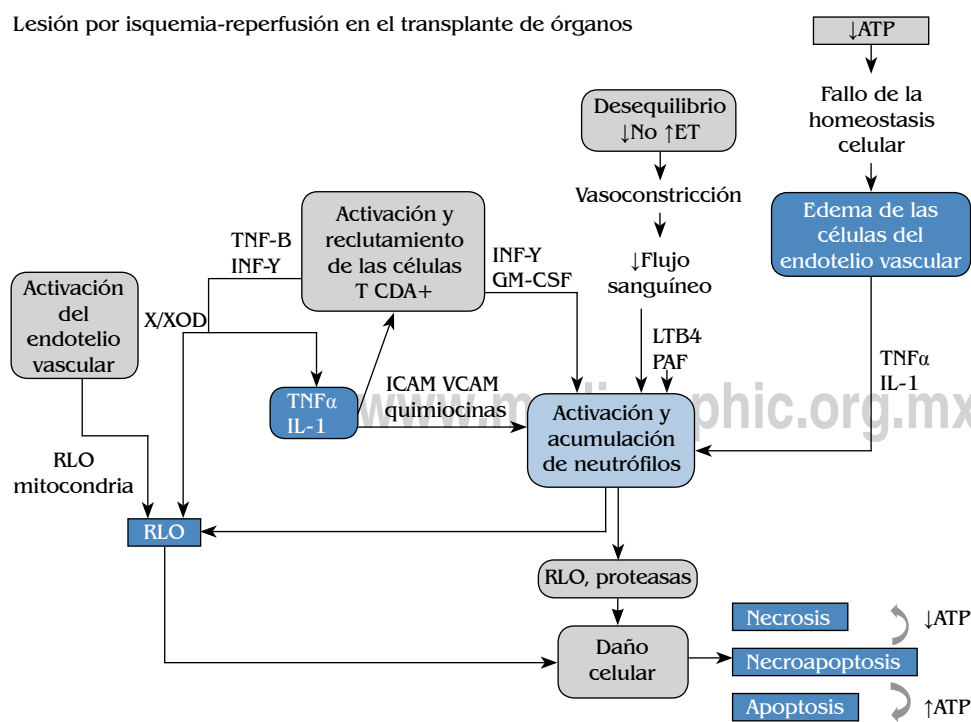 Lesión por isquemia-reperfusión en el transplante de órganos
↓ATP
Fallo de la
homeostasis
celular
Edema de las
células del
endotelio vascular
TNFα
IL-1
Desequilibrio
↓No ↑ET
Vasoconstricción
↓Flujo
sanguíneo
LTB4
PAF
Activación y
reclutamiento
de las células
T CDA+
TNF-B
INF-Y
INF-Y
GM-CSF
Activación
del
endotelio
vascular
X/XOD
TNFα
IL-1
ICAM VCAM
quimiocinas
Activación y
acumulación
de neutrófilos
RLO
mitocondria
RLO
RLO, proteasas
Daño
celular
Necrosis
↓ATP
Necroapoptosis
Apoptosis
↑ATP